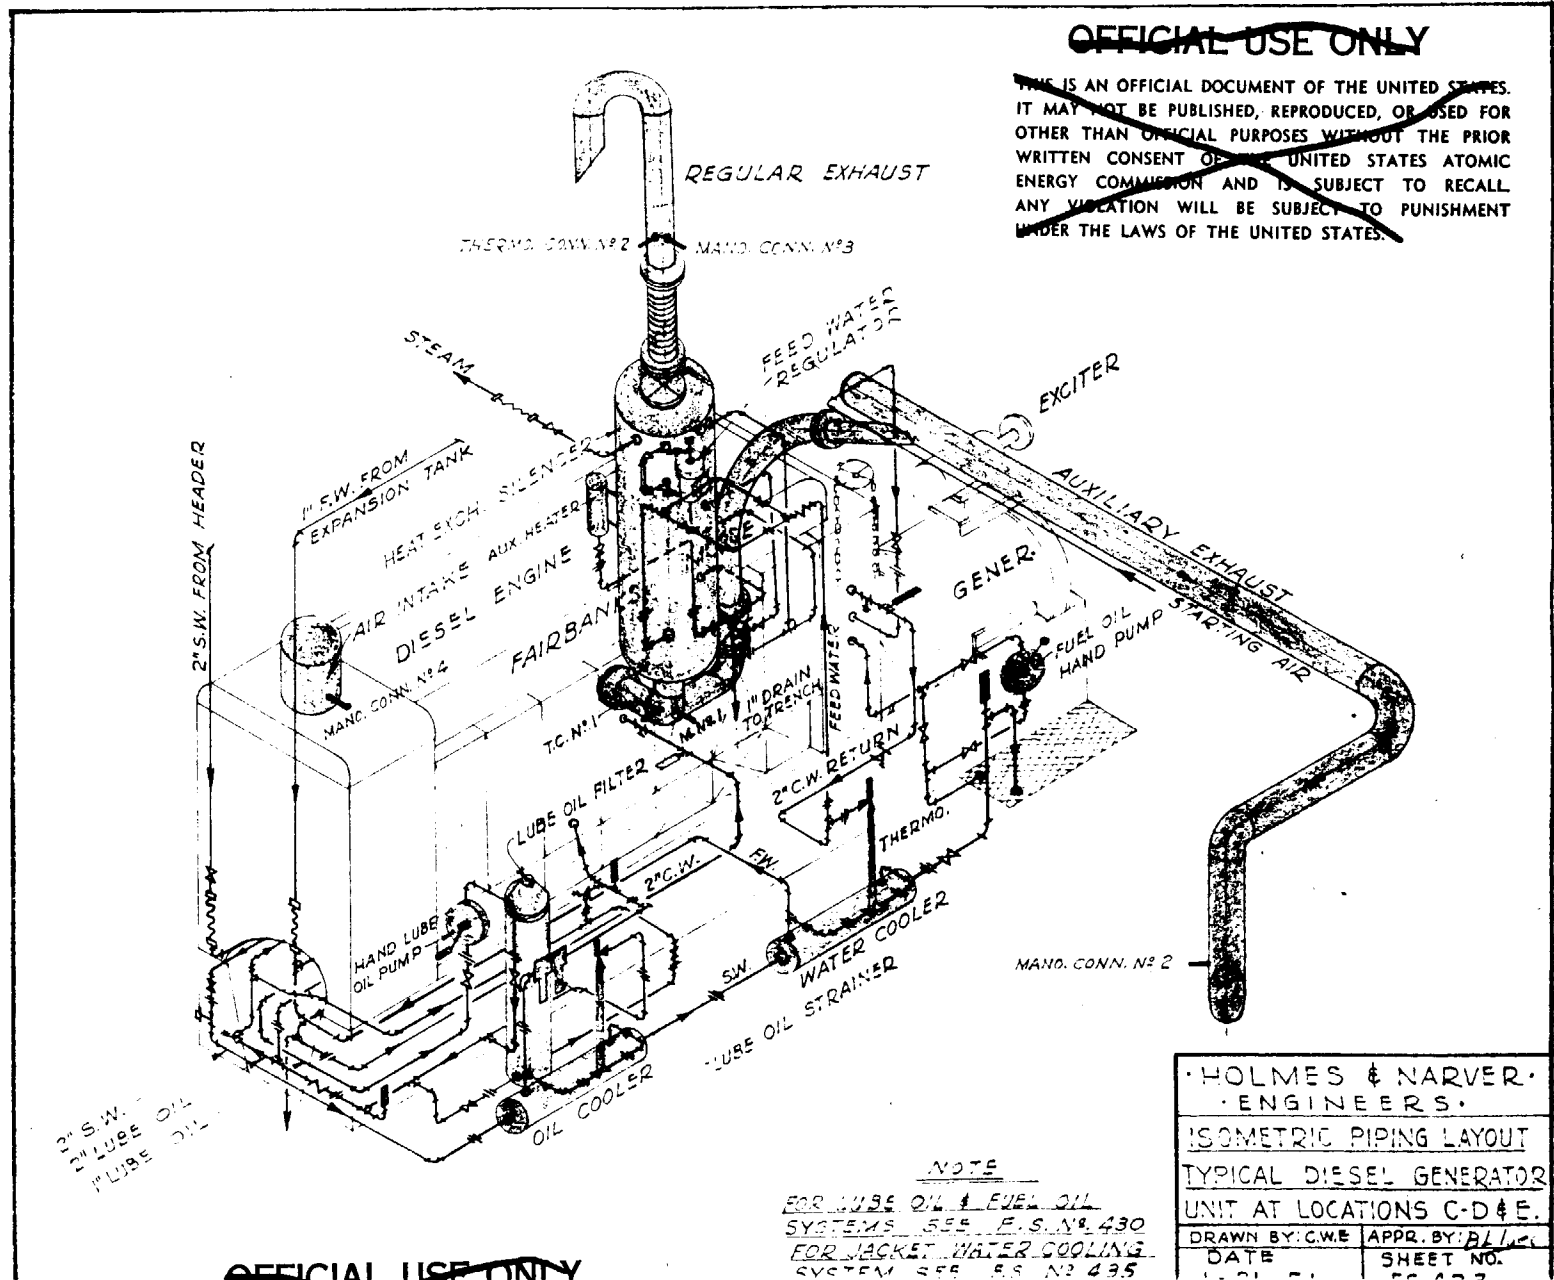 OFFICIAL USE ONLY
THIS IS AN OFFICIAL DOCUMENT OF THE UNITED STATES.
IT MAY NOT BE PUBLISHED, REPRODUCED, OR USED FOR
OTHER THAN OFFICIAL PURPOSES WITHOUT THE PRIOR
WRITTEN CONSENT OF THE UNITED STATES ATOMIC
ENERGY COMMISSION AND IS SUBJECT TO RECALL.
ANY VIOLATION WILL BE SUBJECT TO PUNISHMENT
UNDER THE LAWS OF THE UNITED STATES.
REGULAR EXHAUST
THERMO. CONN. Nº 2
MANO. CONN. Nº 3
STEAM
FEED WATER
REGULATOR
EXCITER
2" S.W. FROM HEADER
1" F.W. FROM
EXPANSION TANK
HEAT EXCH. SILENCER
AUX. HEATER
AIR INTAKE
DIESEL ENGINE
FAIRBANKS
MANO. CONN. Nº 4
AUXILIARY EXHAUST
STARTING AIR
GENER.
FUEL OIL
HAND PUMP
T.C. Nº 1
M. Nº 1
1" DRAIN
TO TRENCH
FEED WATER
2" C.W. RETURN
LUBE OIL FILTER
THERMO.
2" C.W.
F.W.
HAND LUBE
OIL PUMP
S.W.
WATER COOLER
LUBE OIL STRAINER
MANO. CONN. Nº 2
OIL COOLER
2" S.W.
2" LUBE OIL
1" LUBE OIL
NOTE
FOR LUBE OIL & FUEL OIL
SYSTEMS SEE F.S. Nº 430
FOR JACKET WATER COOLING
SYSTEM SEE F.S. Nº 435
· HOLMES & NARVER ·
· ENGINEERS ·
ISOMETRIC PIPING LAYOUT
TYPICAL DIESEL GENERATOR
UNIT AT LOCATIONS C-D & E.
DRAWN BY: C.W.E
APPR. BY:
DATE
SHEET NO.
OFFICIAL USE ONLY